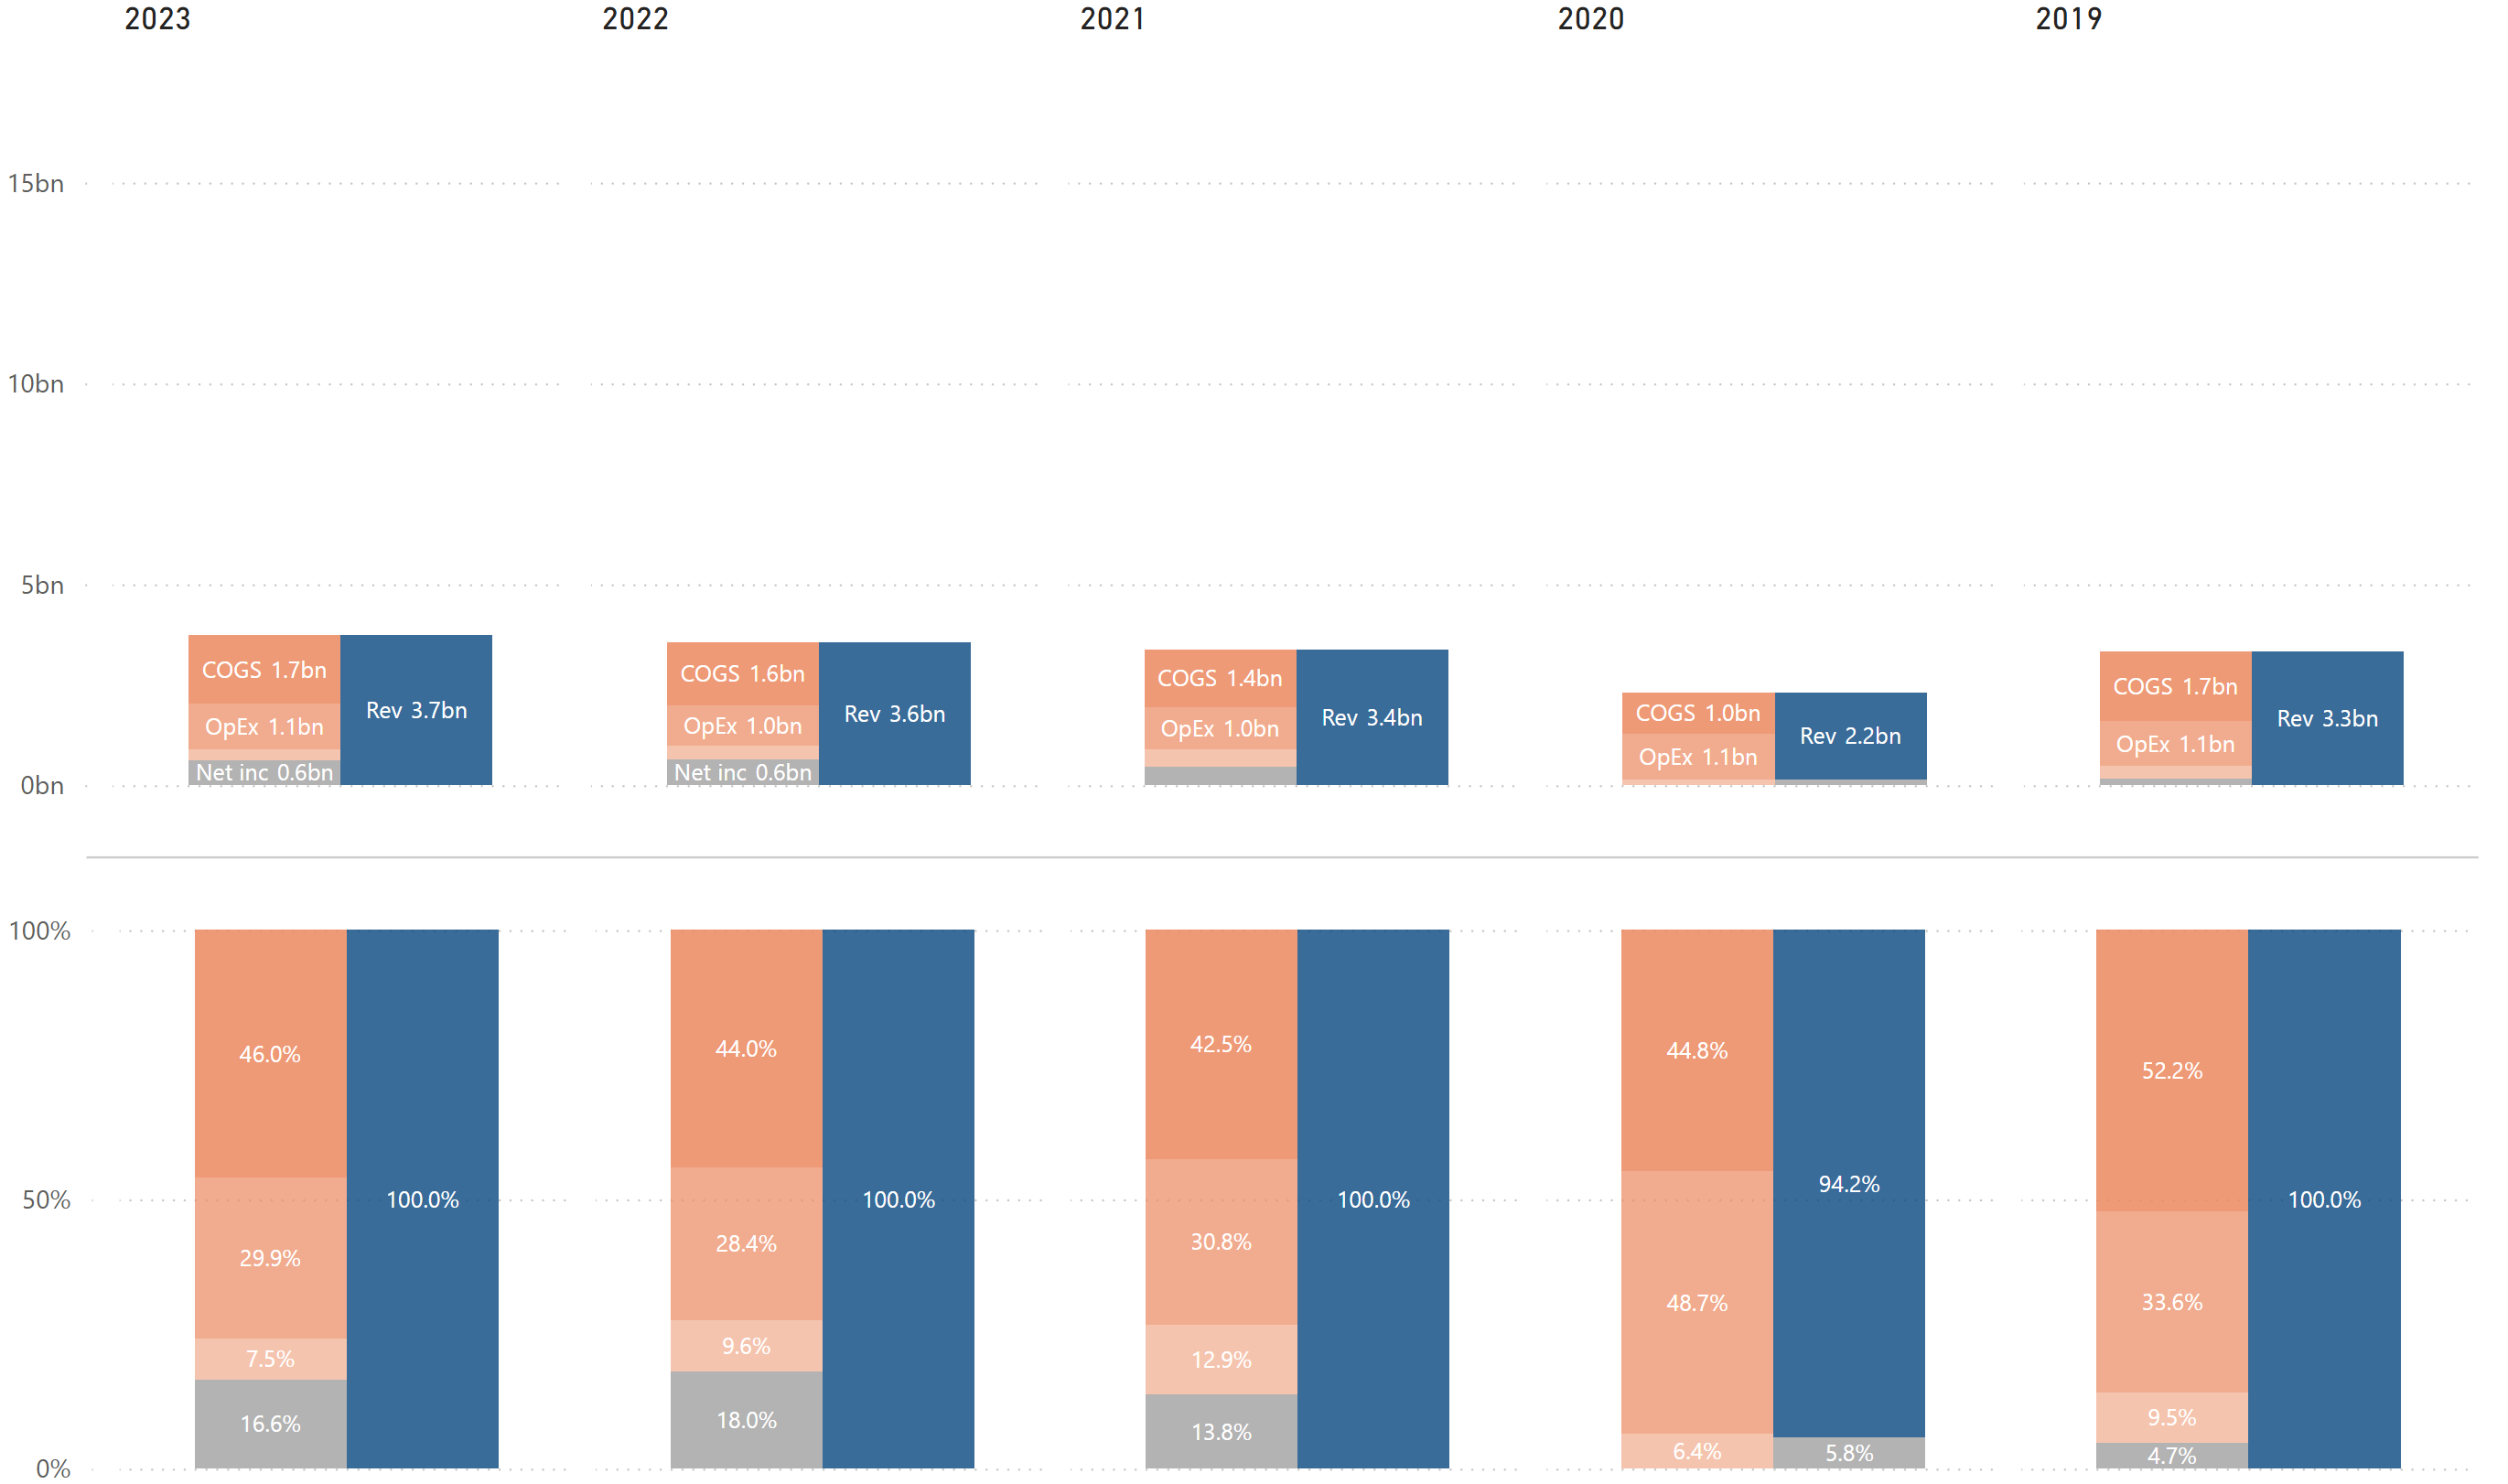 2023 2022 2021 2020 2019
15bn
10bn
5bn
COGS 1.7bn
OpEx 1.1bn
Net inc 0.6bn
Rev 3.7bn
COGS 1.6bn
OpEx 1.0bn
Net inc 0.6bn
Rev 3.6bn
COGS 1.4bn
OpEx 1.0bn
Rev 3.4bn
COGS 1.0bn
OpEx 1.1bn
Rev 2.2bn
COGS 1.7bn
OpEx 1.1bn
Rev 3.3bn
0bn
100%
50%
0%
46.0%
29.9%
7.5%
16.6%
100.0%
44.0%
28.4%
9.6%
18.0%
100.0%
42.5%
30.8%
12.9%
13.8%
100.0%
44.8%
48.7%
6.4%
94.2%
5.8%
52.2%
33.6%
9.5%
4.7%
100.0%